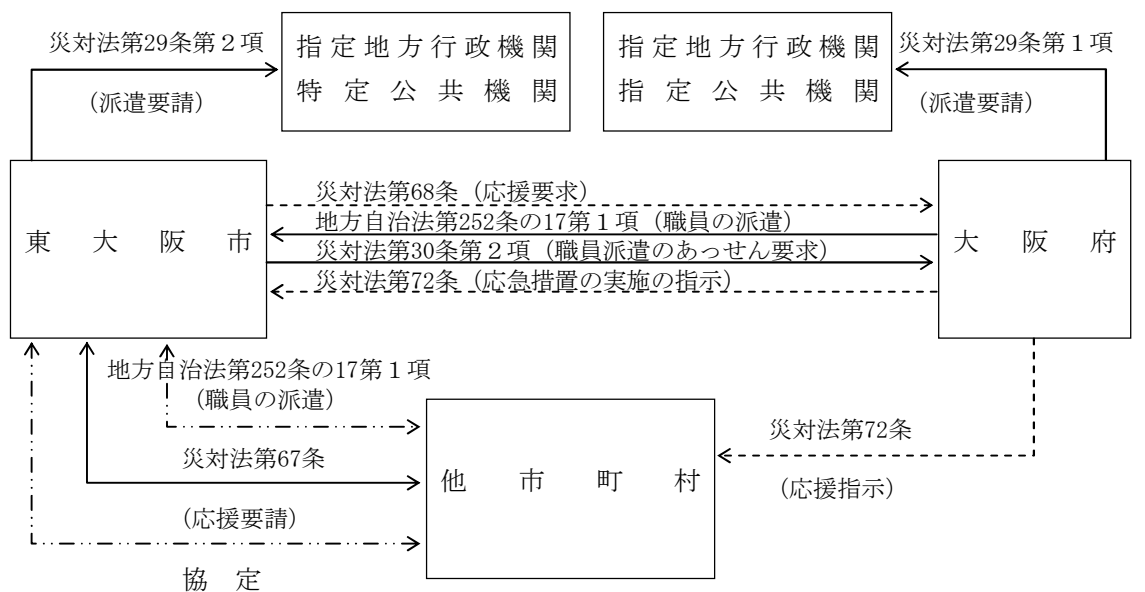 災対法第29条第２項
指定地方行政機関
特定公共機関
(派遣要請)
指定地方行政機関
指定公共機関
災対法第29条第１項
(派遣要請)
東大阪市
災対法第68条（応援要求）
地方自治法第252条の17第１項（職員の派遣）
災対法第30条第２項（職員派遣のあっせん要求）
災対法第72条（応急措置の実施の指示）
大阪府
地方自治法第252条の17第１項
(職員の派遣)
災対法第67条
(応援要請)
協定
他市町村
災対法第72条
(応援指示)